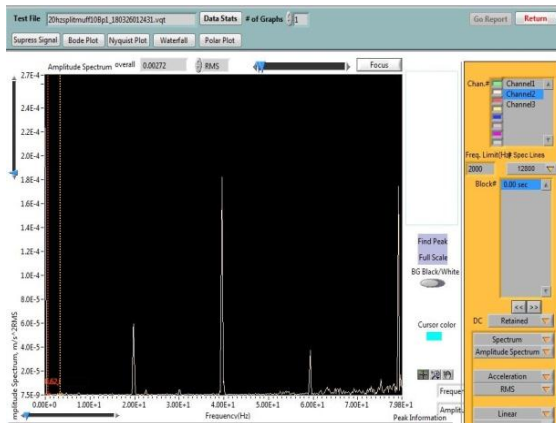 Test File 20hzsplitmuff10Bp1_180326012431.vqt Data Stats # of Graphs 1 Go Report Return
Supress Signal Bode Plot Nyquist Plot Waterfall Polar Plot
Amplitude Spectrum overall 0.00272 RMS Focus
2.7E-4
2.4E-4
2.2E-4
2.0E-4
1.8E-4
1.6E-4
1.4E-4
1.2E-4
1.0E-4
8.0E-5
6.0E-5
4.0E-5
2.0E-5
7.5E-9
Amplitude Spectrum, m/s^2RMS
0.00E+0 1.00E+1 2.00E+1 3.00E+1 4.00E+1 5.00E+1 6.00E+1 7.00E+1 7.98E+1
Frequency(Hz)
Find Peak
Full Scale
BG Black/White
Cursor color
Peak Information
Chan.# Channel1
Channel2
Channel3
Freq. Limit(Hz) # Spec Lines
2000 12800
Block# 0.00 sec
<< >>
DC Retained
Spectrum
Amplitude Spectrum
Acceleration
RMS
Linear